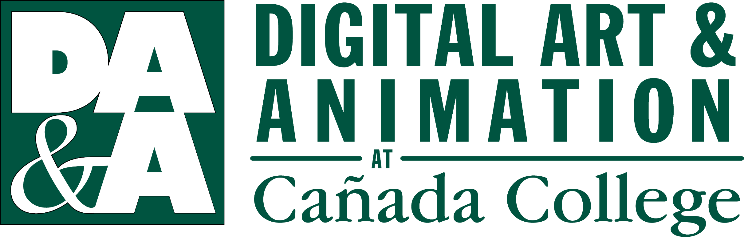 DA
&A
DIGITAL ART &
ANIMATION
AT
Cañada College